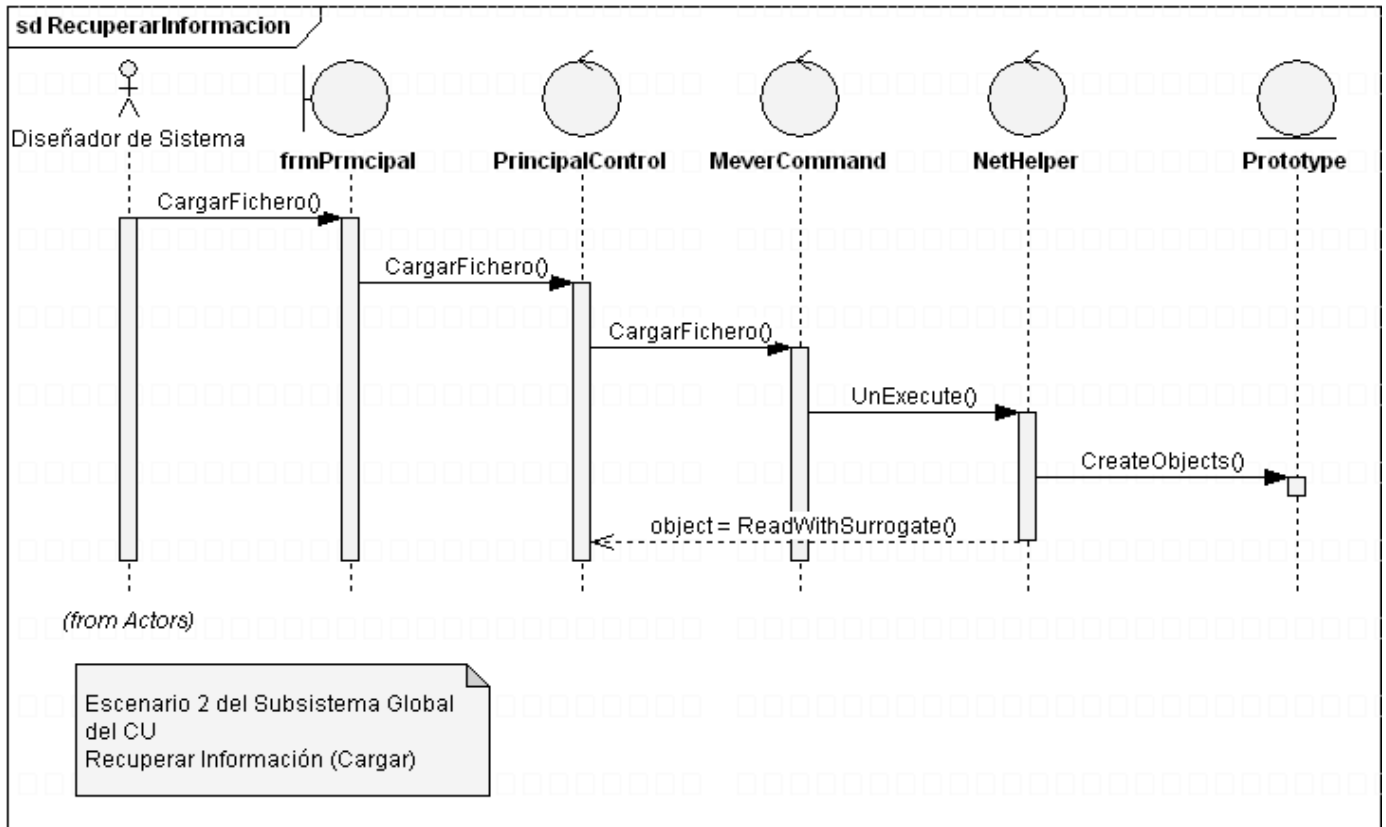 sd RecuperarInformacion
Diseñador de Sistema
frmPrmcipal
PrincipalControl
MeverCommand
NetHelper
Prototype
CargarFichero()
CargarFichero()
CargarFichero()
UnExecute()
CreateObjects()
object = ReadWithSurrogate()
(from Actors)
Escenario 2 del Subsistema Global
del CU
Recuperar Información (Cargar)